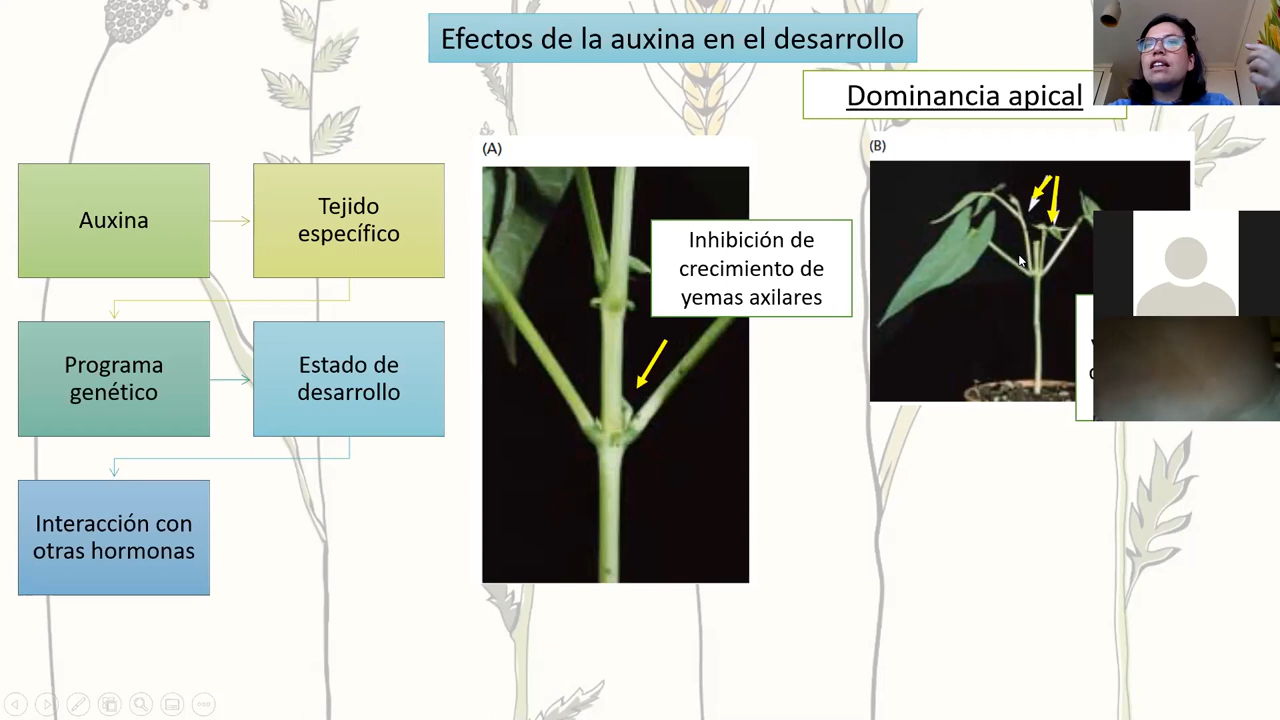 Efectos de la auxina en el desarrollo
Dominancia apical
(A)
(B)
Auxina
Tejido
específico
Inhibición de
crecimiento de
yemas axilares
Programa
genético
Estado de
desarrollo
Interacción con
otras hormonas